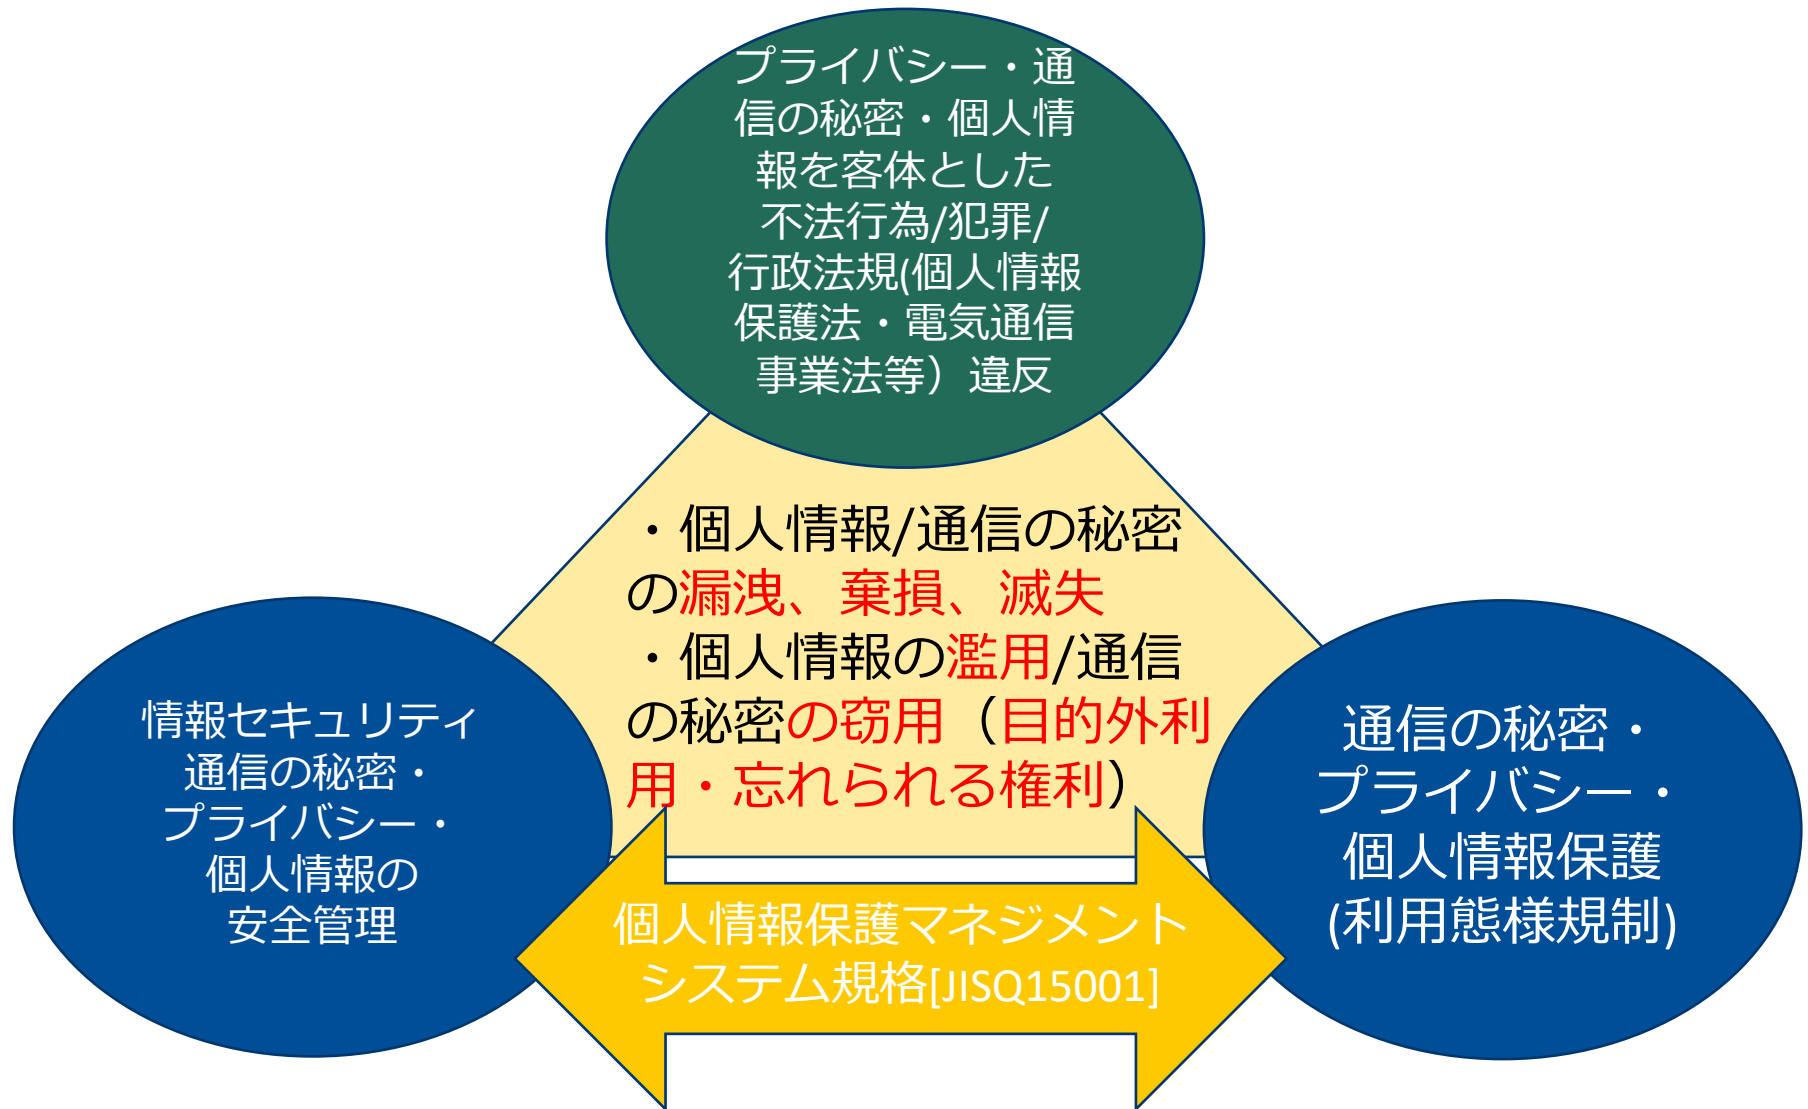 プライバシー・通
信の秘密・個人情
報を客体とした
不法行為/犯罪/
行政法規(個人情報
保護法・電気通信
事業法等）違反
・個人情報/通信の秘密
の漏洩、棄損、滅失
・個人情報の濫用/通信
の秘密の窃用（目的外利
用・忘れられる権利）
情報セキュリティ
通信の秘密・
プライバシー・
個人情報の
安全管理
通信の秘密・
プライバシー・
個人情報保護
(利用態様規制)
個人情報保護マネジメント
システム規格[JISQ15001]